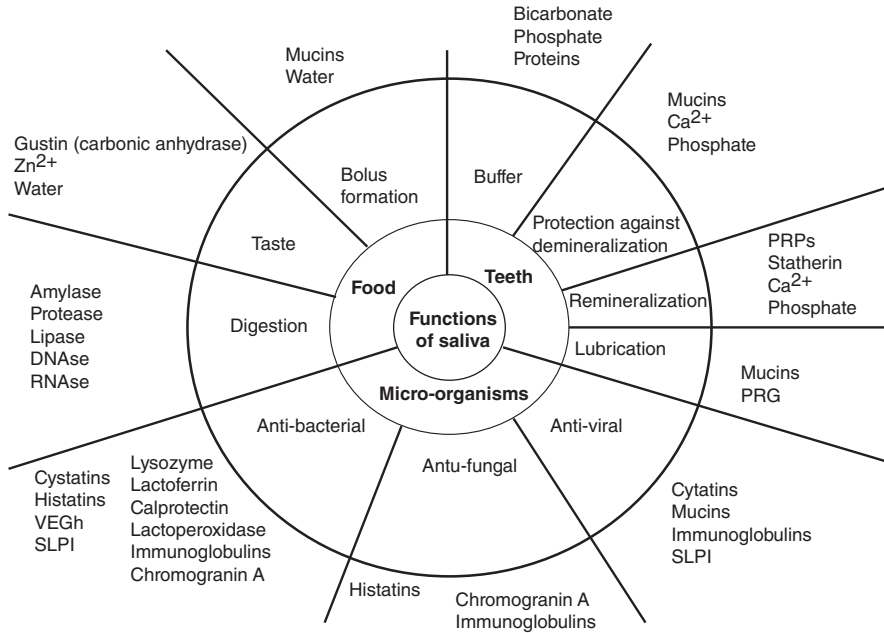 Bicarbonate
Phosphate
Proteins
Mucins
Water
Mucins
Ca2+
Phosphate
Gustin (carbonic anhydrase)
Zn2+
Water
Bolus
formation
Buffer
Taste
Protection against
demineralization
PRPs
Statherin
Ca2+
Phosphate
Food
Teeth
Remineralization
Amylase
Protease
Lipase
DNAse
RNAse
Digestion
Functions
of saliva
Lubrication
Mucins
PRG
Micro-organisms
Anti-bacterial
Antu-fungal
Anti-viral
Cystatins
Histatins
VEGh
SLPI
Lysozyme
Lactoferrin
Calprotectin
Lactoperoxidase
Immunoglobulins
Chromogranin A
Histatins
Chromogranin A
Immunoglobulins
Cytatins
Mucins
Immunoglobulins
SLPI